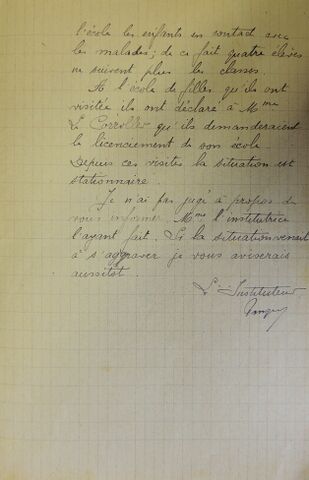 l'école les enfants en contact avec
les malades; de ce fait quatre élèves
ne suivent plus les classes.
A l'école de filles qu'ils ont
visitée ils ont déclaré à Mme
Le Corroller qu'ils demanderaient
le licenciement de son école.
Depuis ces visites la situation est
stationnaire.
Je n'ai pas jugé à propos de
vous informer Mme l'institutrice
l'ayant fait. Si la situation venait
à s'aggraver je vous aviserais
aussitôt.
L'Instituteur